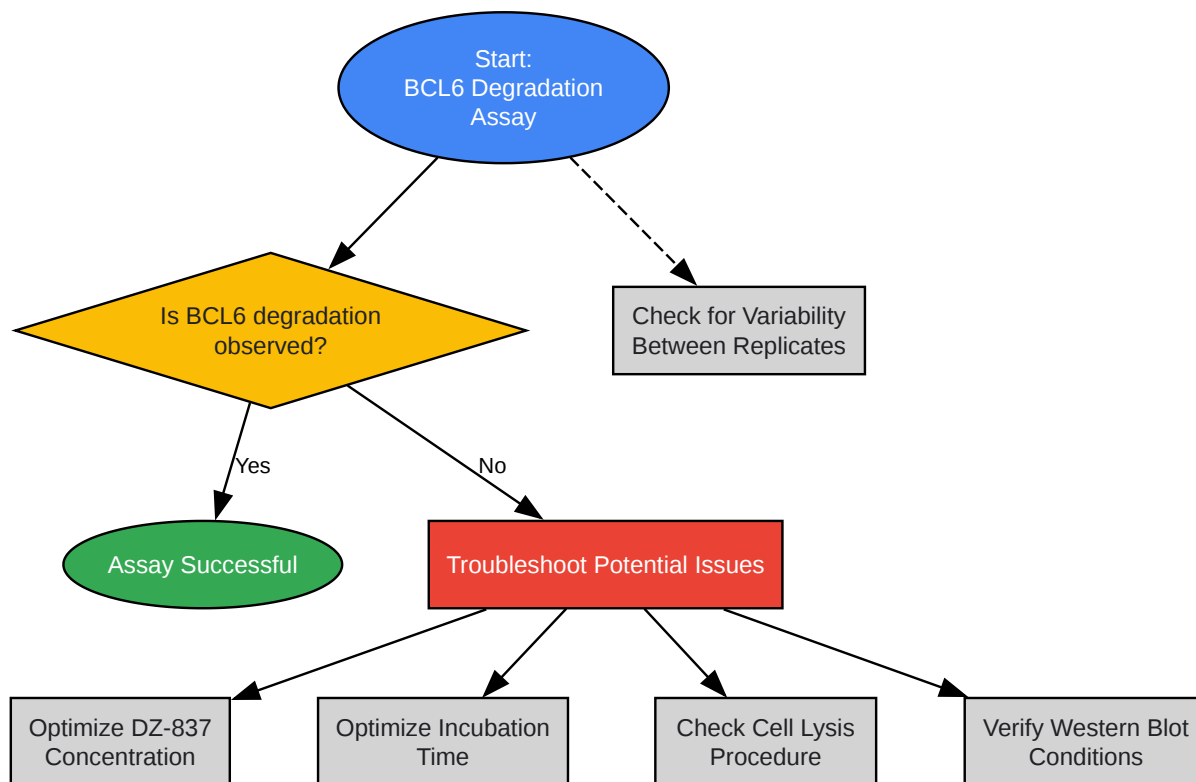 Start:
BCL6 Degradation
Assay
Is BCL6 degradation
observed?
Check for Variability
Between Replicates
Yes
No
Assay Successful
Troubleshoot Potential Issues
Optimize DZ-837
Concentration
Optimize Incubation
Time
Check Cell Lysis
Procedure
Verify Western Blot
Conditions